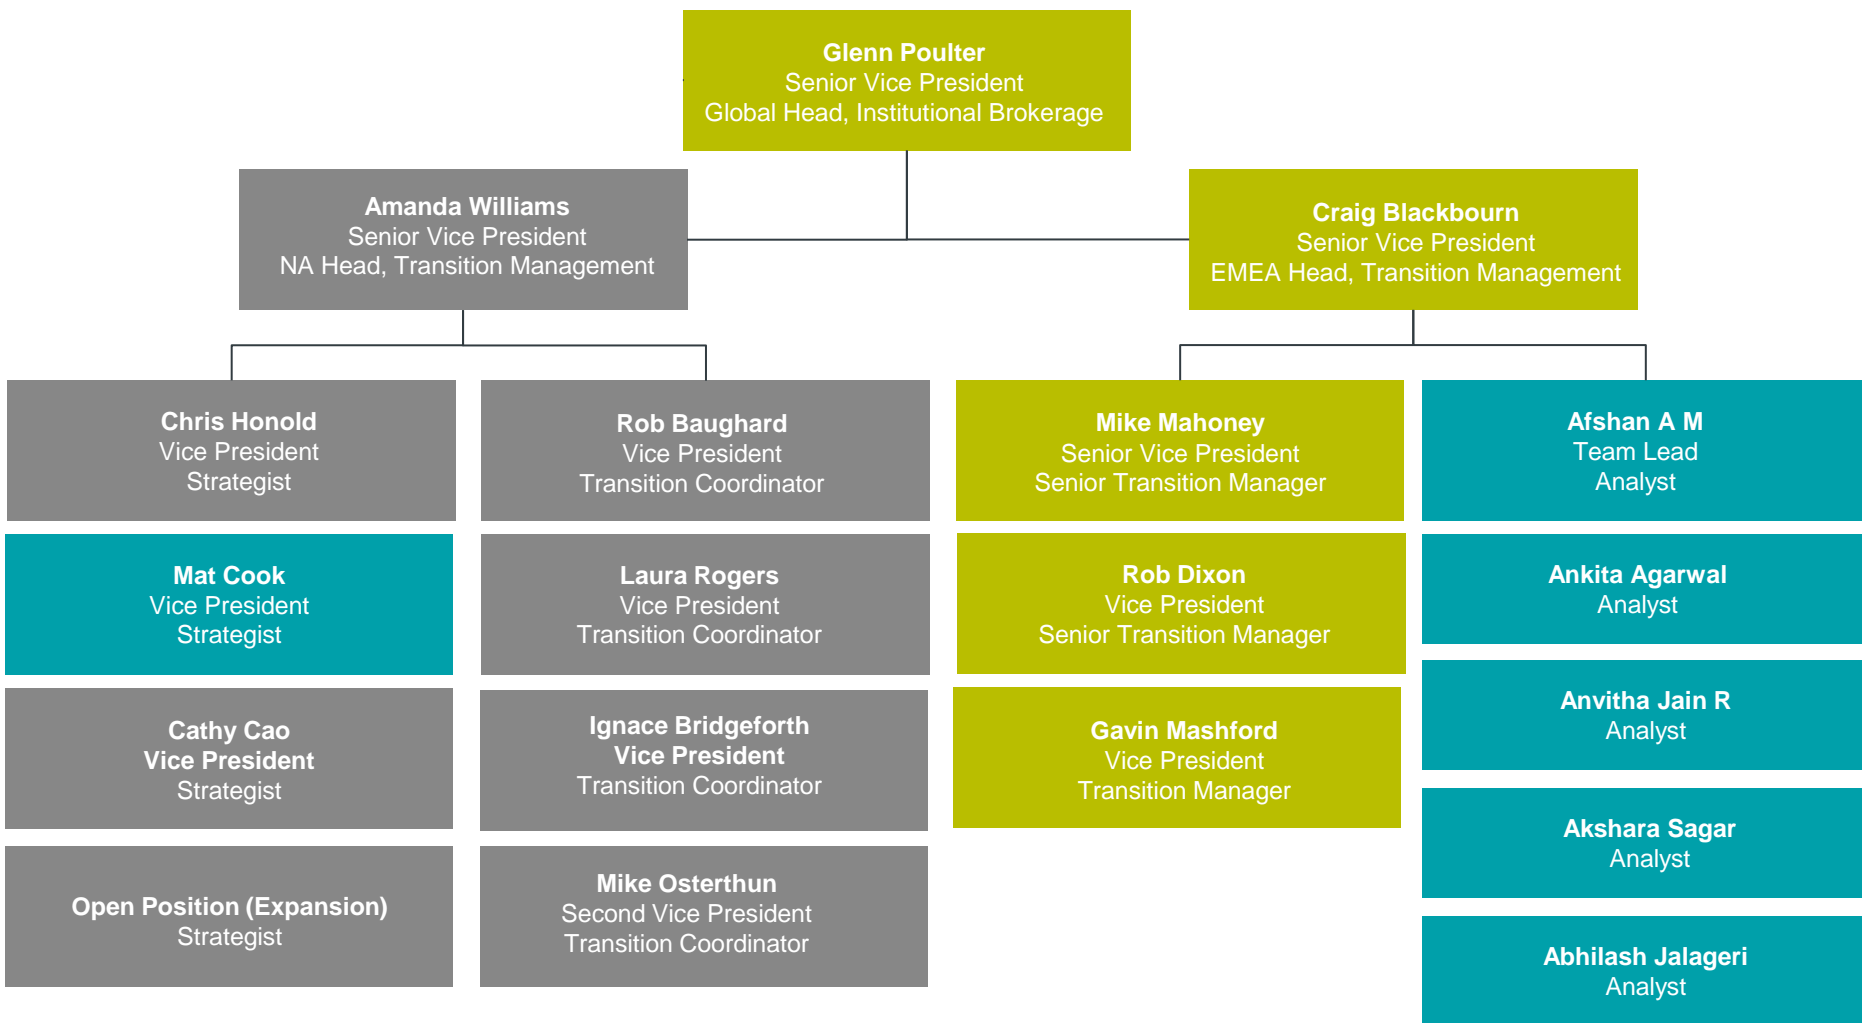 Glenn Poulter
Senior Vice President
Global Head, Institutional Brokerage
Amanda Williams
Senior Vice President
NA Head, Transition Management
Craig Blackbourn
Senior Vice President
EMEA Head, Transition Management
Chris Honold
Vice President
Strategist
Mat Cook
Vice President
Strategist
Cathy Cao
Vice President
Strategist
Open Position (Expansion)
Strategist
Rob Baughard
Vice President
Transition Coordinator
Laura Rogers
Vice President
Transition Coordinator
Ignace Bridgeforth
Vice President
Transition Coordinator
Mike Osterthun
Second Vice President
Transition Coordinator
Mike Mahoney
Senior Vice President
Senior Transition Manager
Rob Dixon
Vice President
Senior Transition Manager
Gavin Mashford
Vice President
Transition Manager
Afshan A M
Team Lead
Analyst
Ankita Agarwal
Analyst
Anvitha Jain R
Analyst
Akshara Sagar
Analyst
Abhilash Jalageri
Analyst